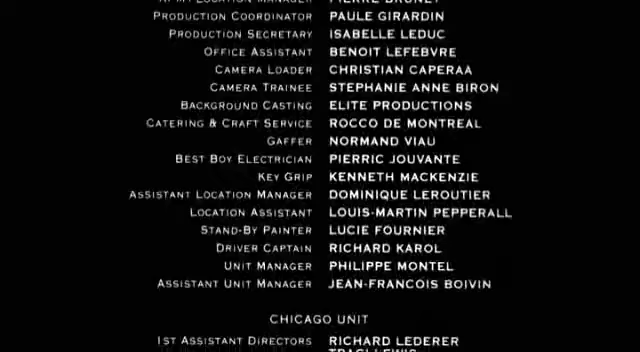 PRODUCTION COORDINATOR PAULE GIRARDIN
PRODUCTION SECRETARY ISABELLE LEDUC
OFFICE ASSISTANT BENOIT LEFEBVRE
CAMERA LOADER CHRISTIAN CAPERAA
CAMERA TRAINEE STEPHANIE ANNE BIRON
BACKGROUND CASTING ELITE PRODUCTIONS
CATERING & CRAFT SERVICE ROCCO DE MONTREAL
GAFFER NORMAND VIAU
BEST BOY ELECTRICIAN PIERRIC JOUVANTE
KEY GRIP KENNETH MACKENZIE
ASSISTANT LOCATION MANAGER DOMINIQUE LEROUTIER
LOCATION ASSISTANT LOUIS-MARTIN PEPPERALL
STAND-BY PAINTER LUCIE FOURNIER
DRIVER CAPTAIN RICHARD KAROL
UNIT MANAGER PHILIPPE MONTEL
ASSISTANT UNIT MANAGER JEAN-FRANCOIS BOIVIN
CHICAGO UNIT
1ST ASSISTANT DIRECTORS RICHARD LEDERER